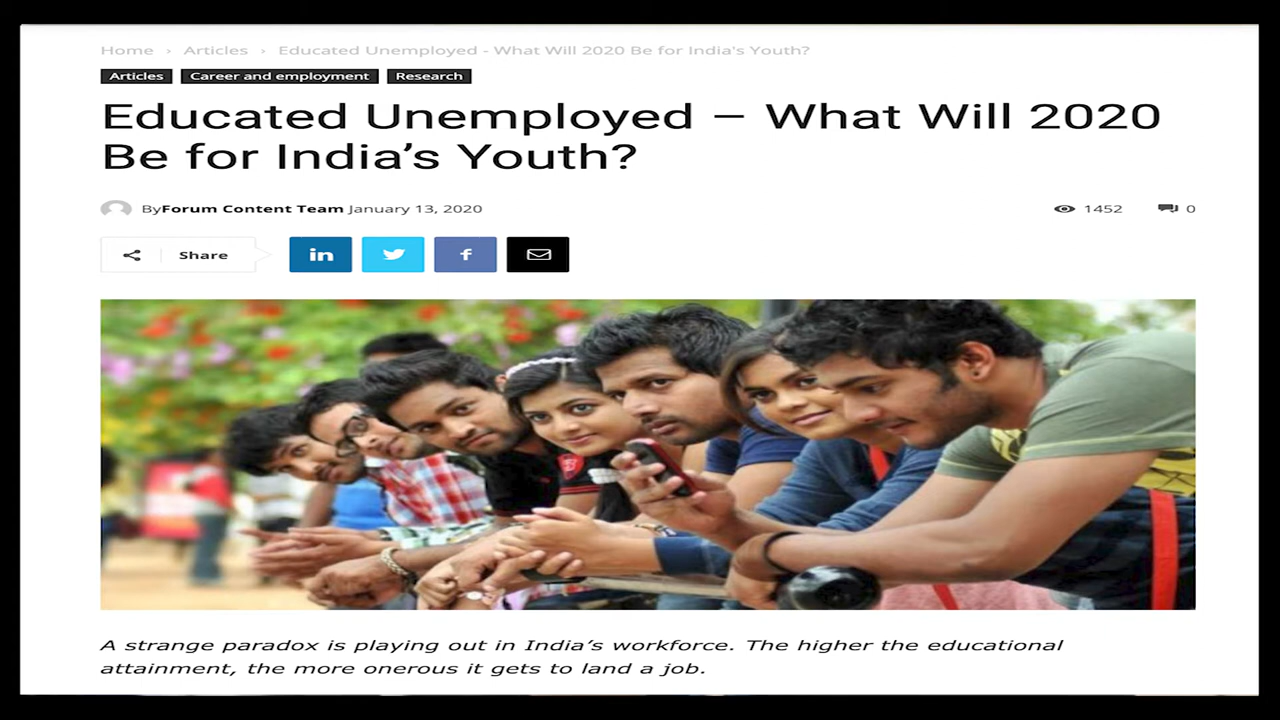 Home › Articles › Educated Unemployed - What Will 2020 Be for India's Youth?
Articles Career and employment Research
Educated Unemployed – What Will 2020
Be for India’s Youth?
ByForum Content Team January 13, 2020 1452 0
Share in f
A strange paradox is playing out in India’s workforce. The higher the educational
attainment, the more onerous it gets to land a job.